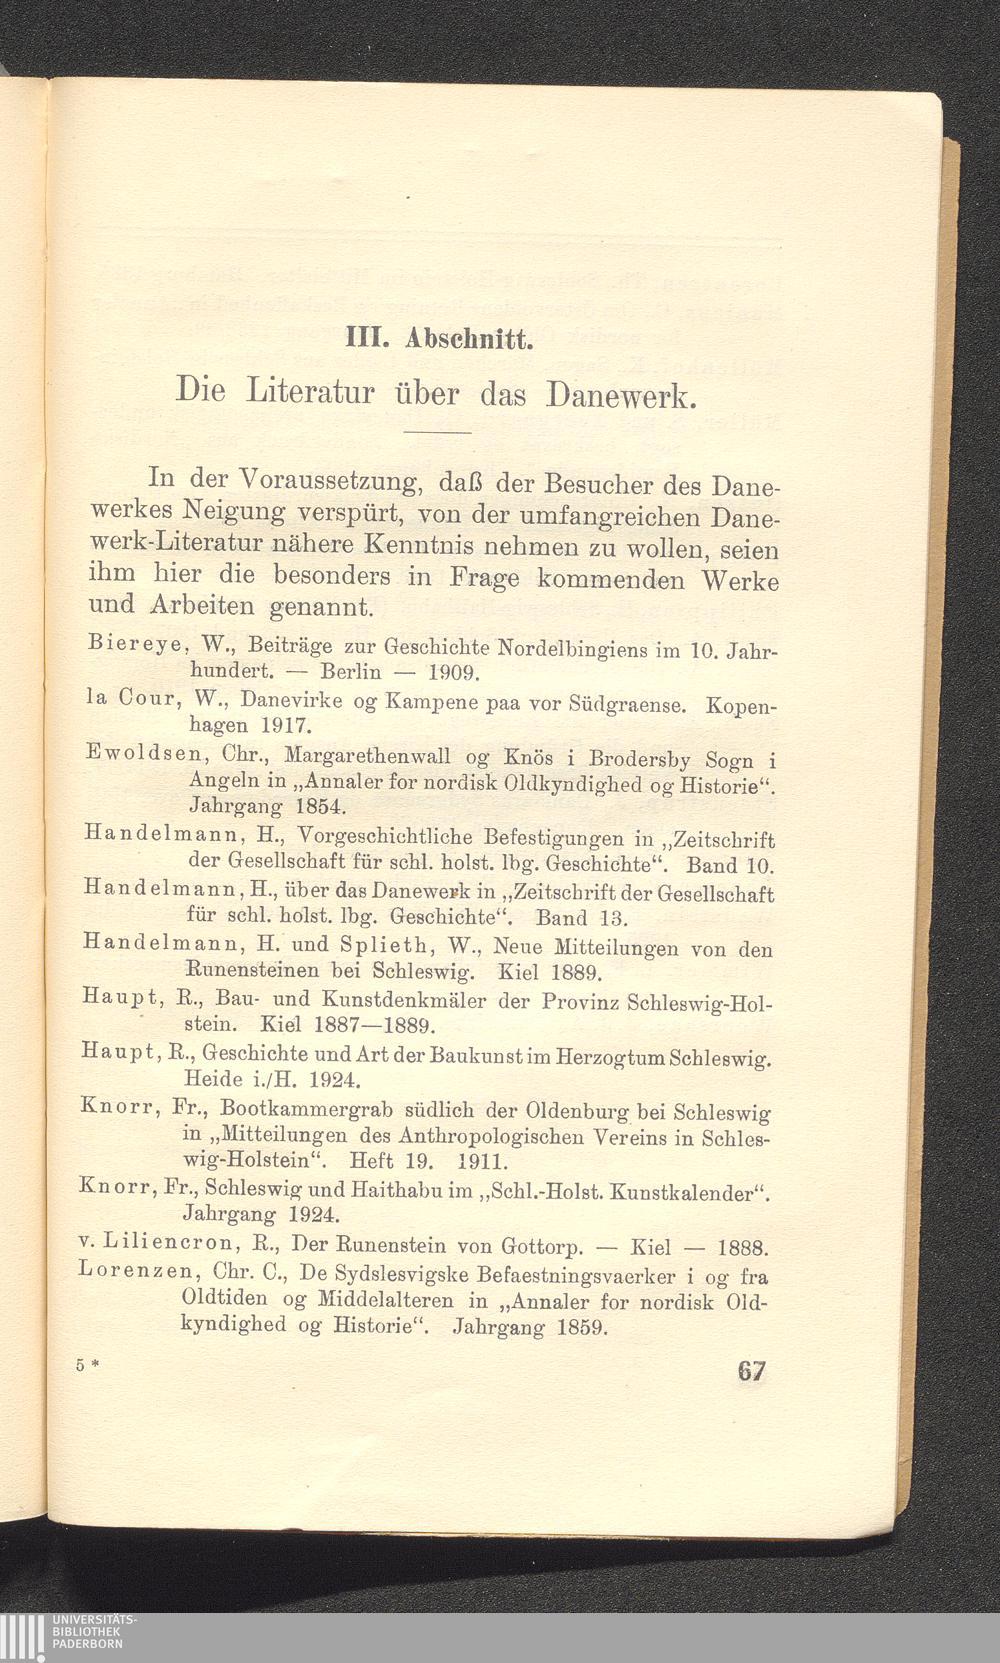 III. Abschnitt.
Die Literatur über das Danewerk.
In der Voraussetzung, daß der Besucher des Dane-
werkes Neigung verspürt, von der umfangreichen Dane-
werk-Literatur nähere Kenntnis nehmen zu wollen, seien
ihm hier die besonders in Frage kommenden Werke
und Arbeiten genannt.
Biereye, W., Beiträge zur Geschichte Nordelbingiens im 10. Jahr-
hundert. — Berlin — 1909.
la Cour, W., Danevirke og Kampene paa vor Südgraense. Kopen-
hagen 1917.
Ewoldsen, Chr., Margarethenwall og Knös i Brodersby Sogn i
Angeln in „Annaler for nordisk Oldkyndighed og Historie“.
Jahrgang 1854.
Handelmann, H., Vorgeschichtliche Befestigungen in „Zeitschrift
der Gesellschaft für schl. holst. lbg. Geschichte“. Band 10.
Handelmann, H., über das Danewerk in „Zeitschrift der Gesellschaft
für schl. holst. lbg. Geschichte“. Band 13.
Handelmann, H. und Splieth, W., Neue Mitteilungen von den
Runensteinen bei Schleswig. Kiel 1889.
Haupt, R., Bau- und Kunstdenkmäler der Provinz Schleswig-Hol-
stein. Kiel 1887—1889.
Haupt, R., Geschichte und Art der Baukunst im Herzogtum Schleswig.
Heide i./H. 1924.
Knorr, Fr., Bootkammergrab südlich der Oldenburg bei Schleswig
in „Mitteilungen des Anthropologischen Vereins in Schles-
wig-Holstein“. Heft 19. 1911.
Knorr, Fr., Schleswig und Haithabu im „Schl.-Holst. Kunstkalender“.
Jahrgang 1924.
v. Liliencron, R., Der Runenstein von Gottorp. — Kiel — 1888.
Lorenzen, Chr. C., De Sydslesvigske Befaestningsvaerker i og fra
Oldtiden og Middelalteren in „Annaler for nordisk Old-
kyndighed og Historie“. Jahrgang 1859.
5 *
67
UNIVERSITÄTS-
BIBLIOTHEK
PADERBORN